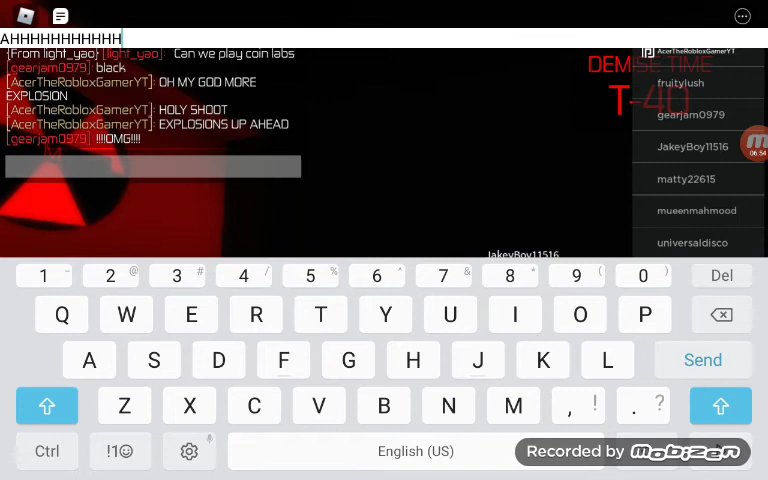 AHHHHHHHHHHHH
{From light_yao} [light_yao]: Can we play coin labs
[gearjam0979]: black
[AcerTheRobloxGamerYT]: OH MY GOD MORE
EXPLOSION
[AcerTheRobloxGamerYT]: HOLY SHOOT
[AcerTheRobloxGamerYT]: EXPLOSIONS UP AHEAD
[gearjam0979]: !!!!OMG!!!!
DEMISE TIME
T-40
AcerTheRobloxGamerYT
fruitylush
gearjam0979
JakeyBoy11516
matty22615
mueenmahmood
universaldisco
06:54
JakeyBoy11516
1 - 2 @ 3 # 4 / 5 % 6 ^ 7 & 8 * 9 ( 0 ) Del
Q W E R T Y U I O P
A S D F G H J K L Send
Z X C V B N M , ! . ?
Ctrl !1☺ English (US)
Recorded by mobizen